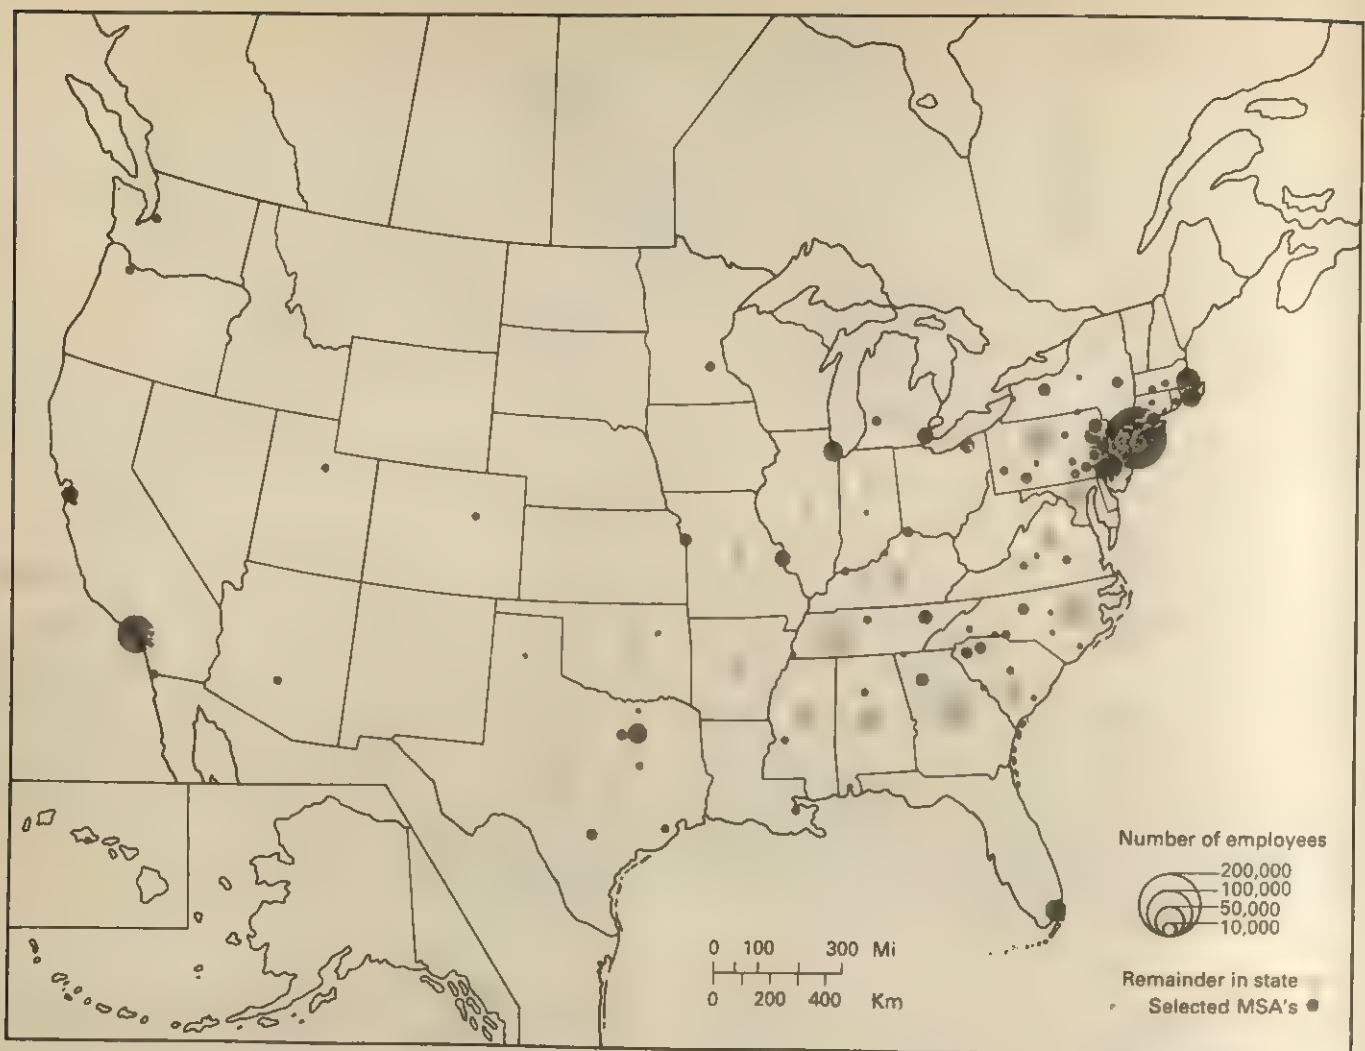 Number of employees
200,000
100,000
50,000
10,000
0 100 300 Mi
0 200 400 Km
Remainder in state
Selected MSA's